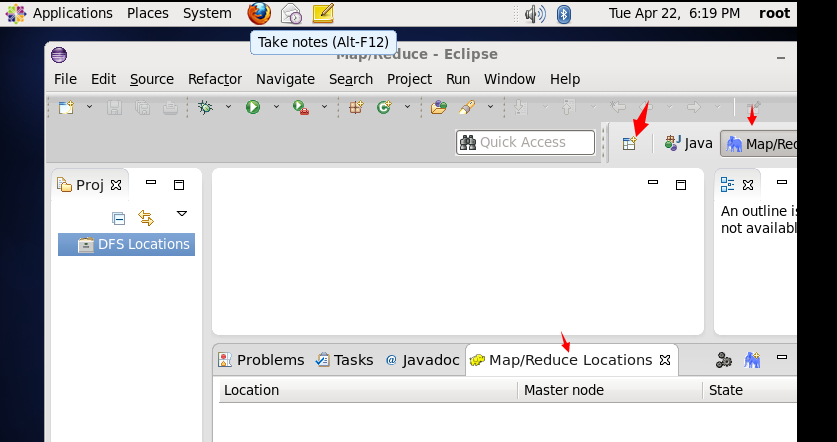 Applications Places System Tue Apr 22, 6:19 PM root
Take notes (Alt-F12)
Map/Reduce - Eclipse
File Edit Source Refactor Navigate Search Project Run Window Help
Quick Access Java Map/Red
Proj
An outline is
not availabl
DFS Locations
Problems Tasks @ Javadoc Map/Reduce Locations
Location Master node State